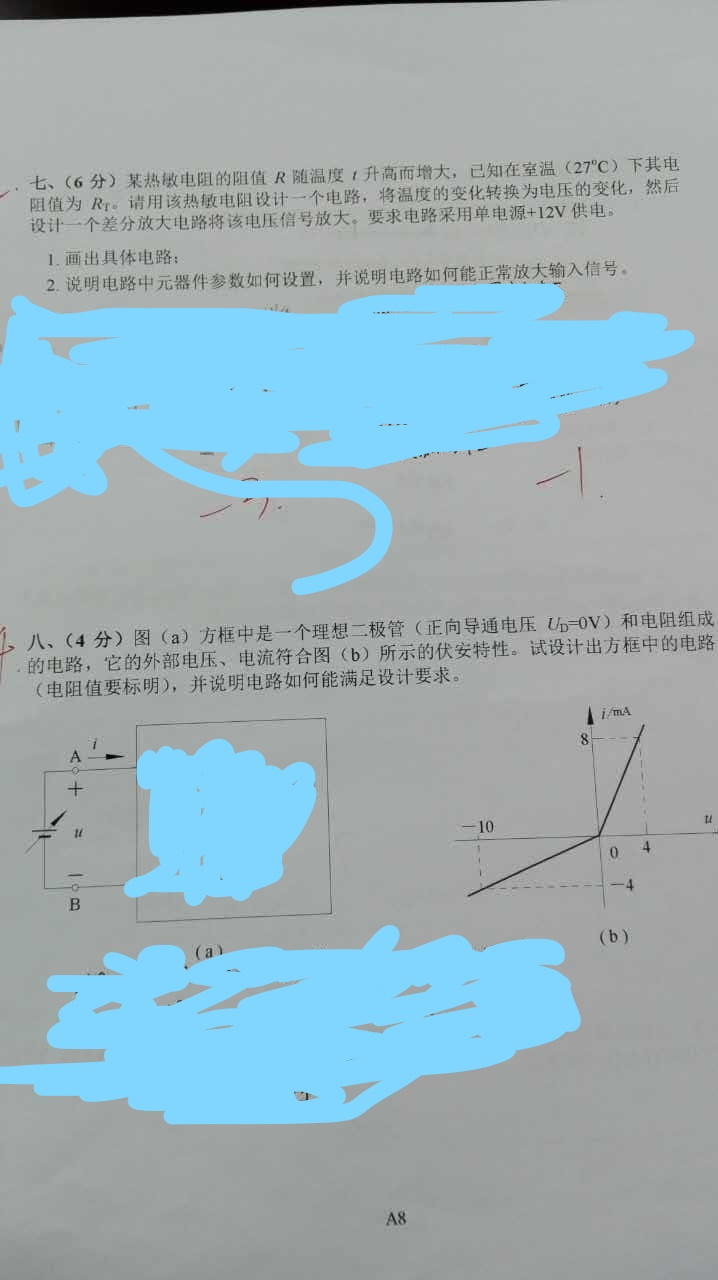 七、（6 分）某热敏电阻的阻值 R 随温度 t 升高而增大，已知在室温（27°C）下其电
阻值为 R_T。请用该热敏电阻设计一个电路，将温度的变化转换为电压的变化，然后
设计一个差分放大电路将该电压信号放大。要求电路采用单电源+12V 供电。
1. 画出具体电路；
2. 说明电路中元器件参数如何设置，并说明电路如何能正常放大输入信号。
-1.
八、（4 分）图（a）方框中是一个理想二极管（正向导通电压 U_D=0V）和电阻组成
的电路，它的外部电压、电流符合图（b）所示的伏安特性。试设计出方框中的电路
（电阻值要标明），并说明电路如何能满足设计要求。
A
i
+
u
−
B
(a)
i/mA
8
−10
u
0
4
−4
(b)
A8